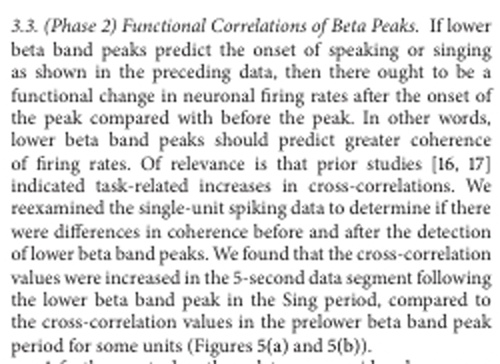 3.3. (Phase 2) Functional Correlations of Beta Peaks. If lower
beta band peaks predict the onset of speaking or singing
as shown in the preceding data, then there ought to be a
functional change in neuronal firing rates after the onset of
the peak compared with before the peak. In other words,
lower beta band peaks should predict greater coherence
of firing rates. Of relevance is that prior studies [16, 17]
indicated task-related increases in cross-correlations. We
reexamined the single-unit spiking data to determine if there
were differences in coherence before and after the detection
of lower beta band peaks. We found that the cross-correlation
values were increased in the 5-second data segment following
the lower beta band peak in the Sing period, compared to
the cross-correlation values in the prelower beta band peak
period for some units (Figures 5(a) and 5(b)).